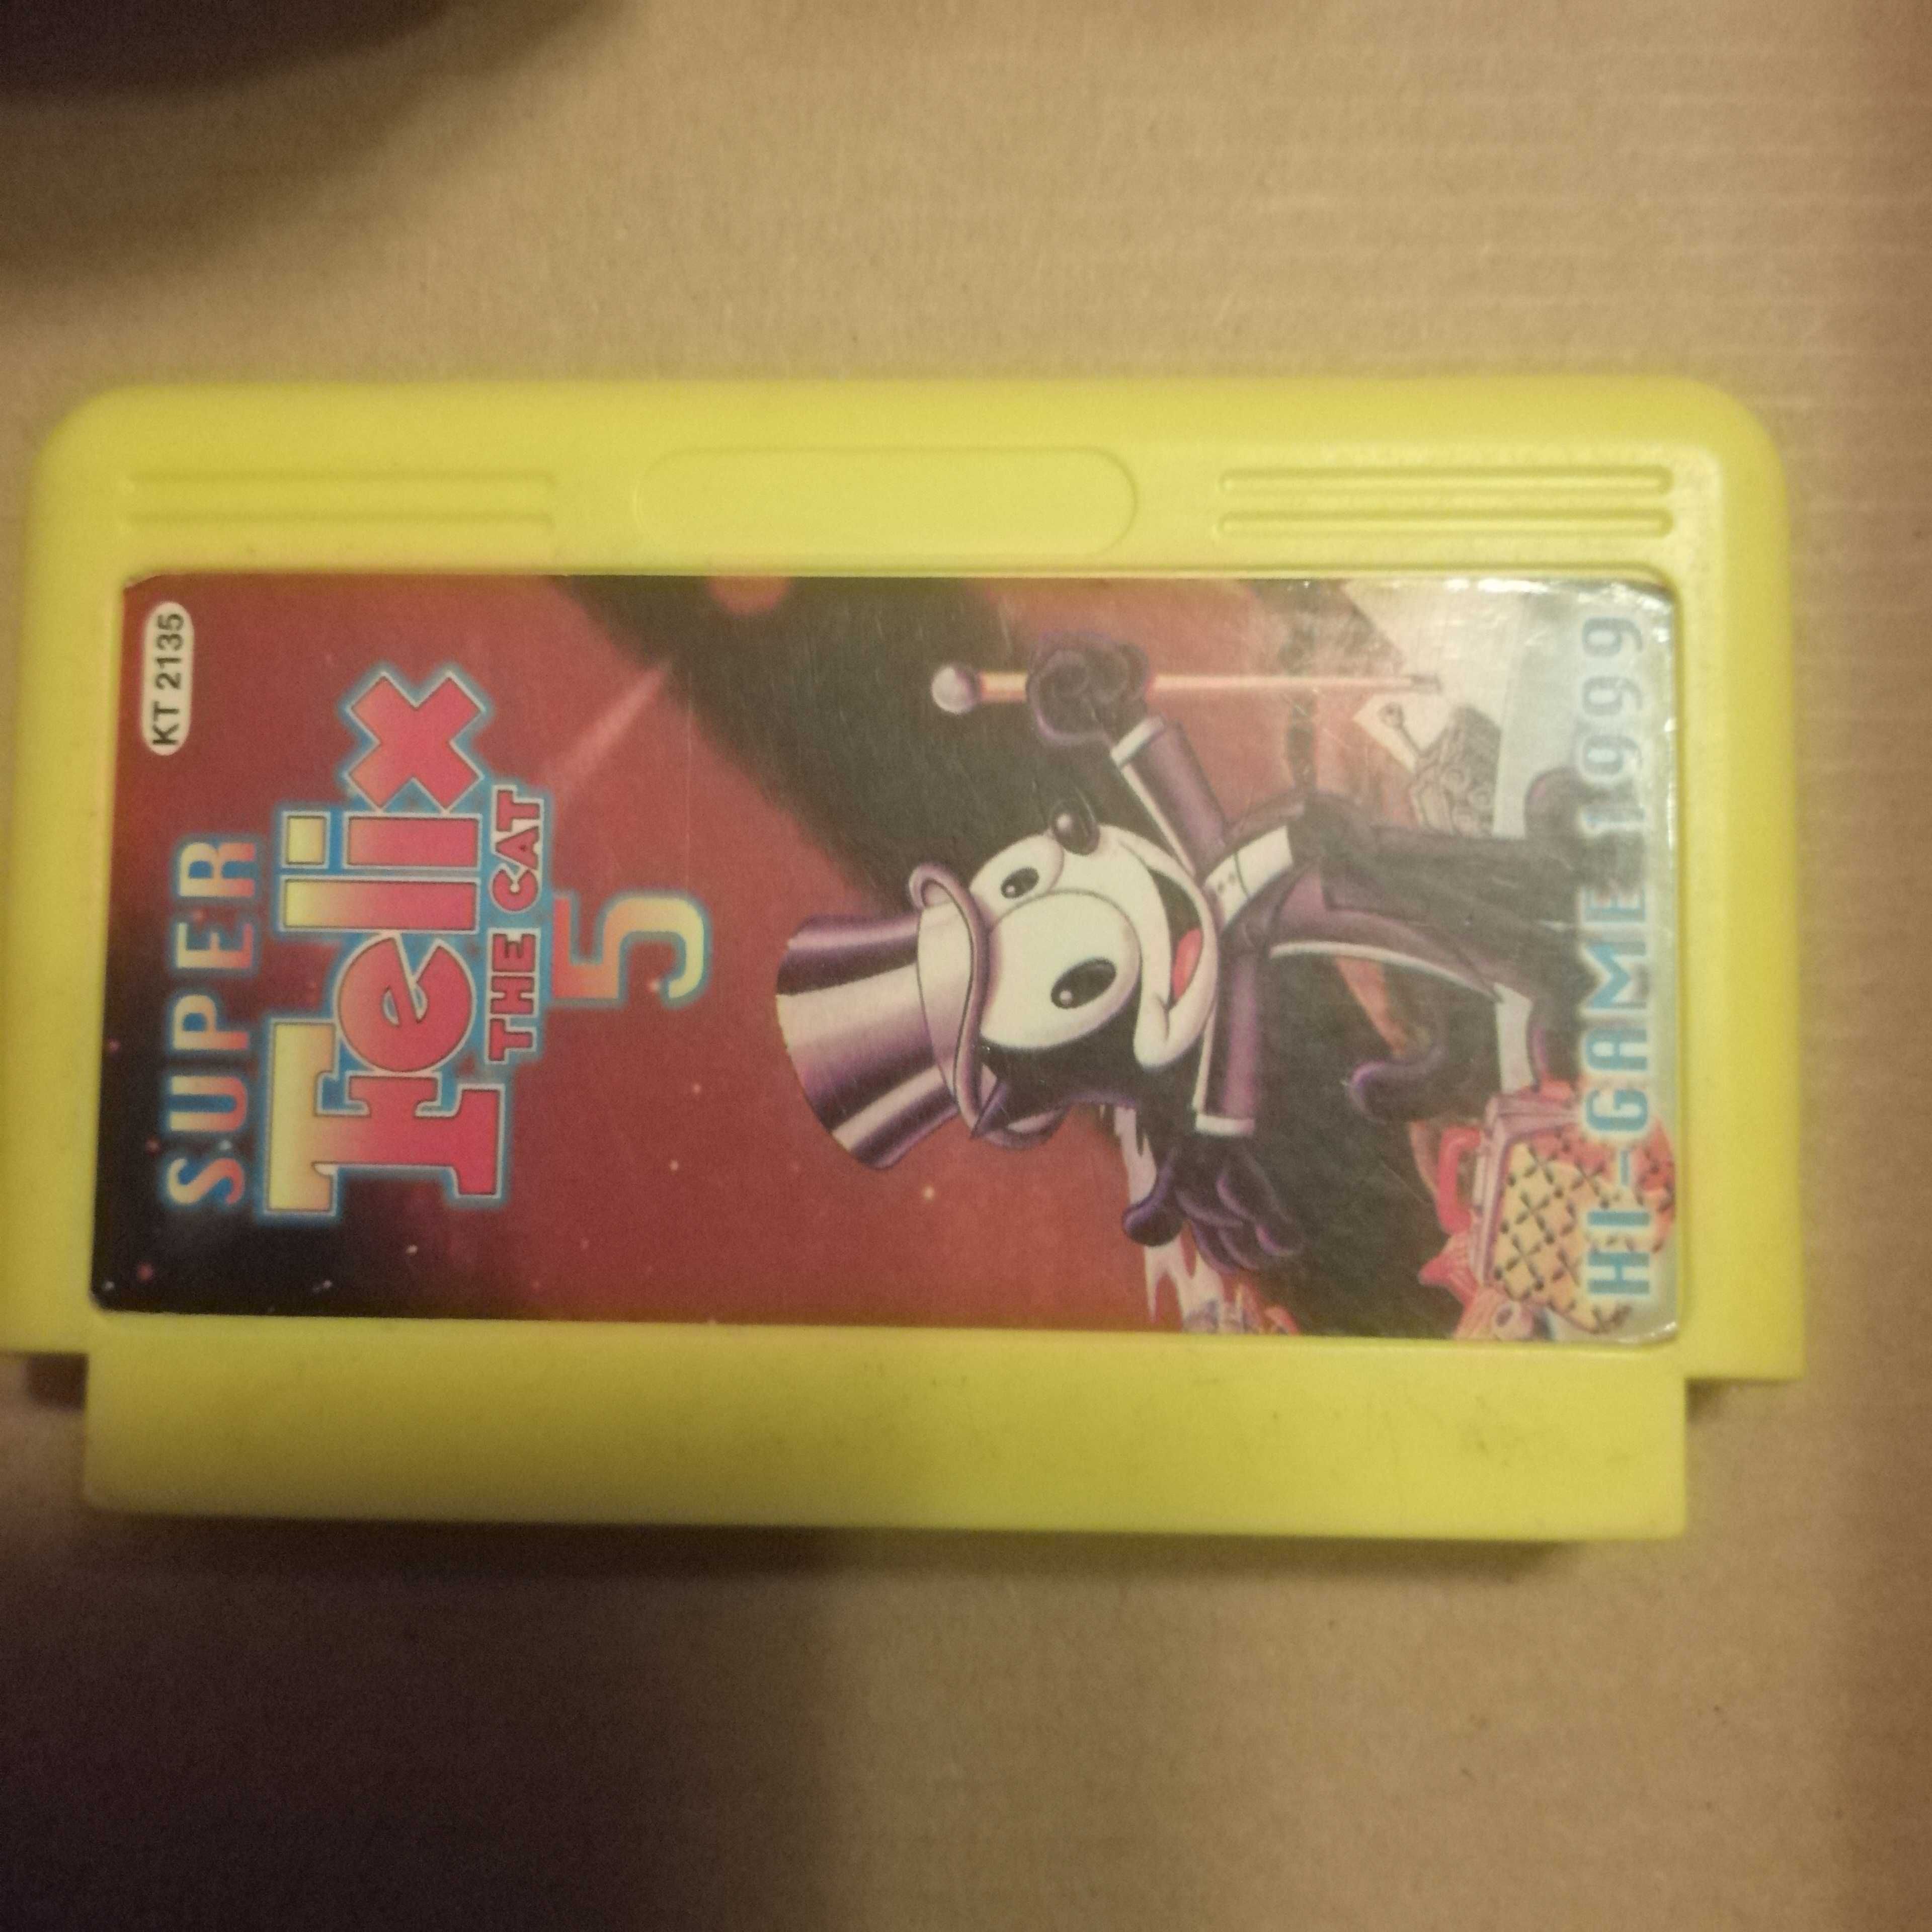 KT 2135
SUPER
Felix
THE CAT
5
HI-GAME 1999